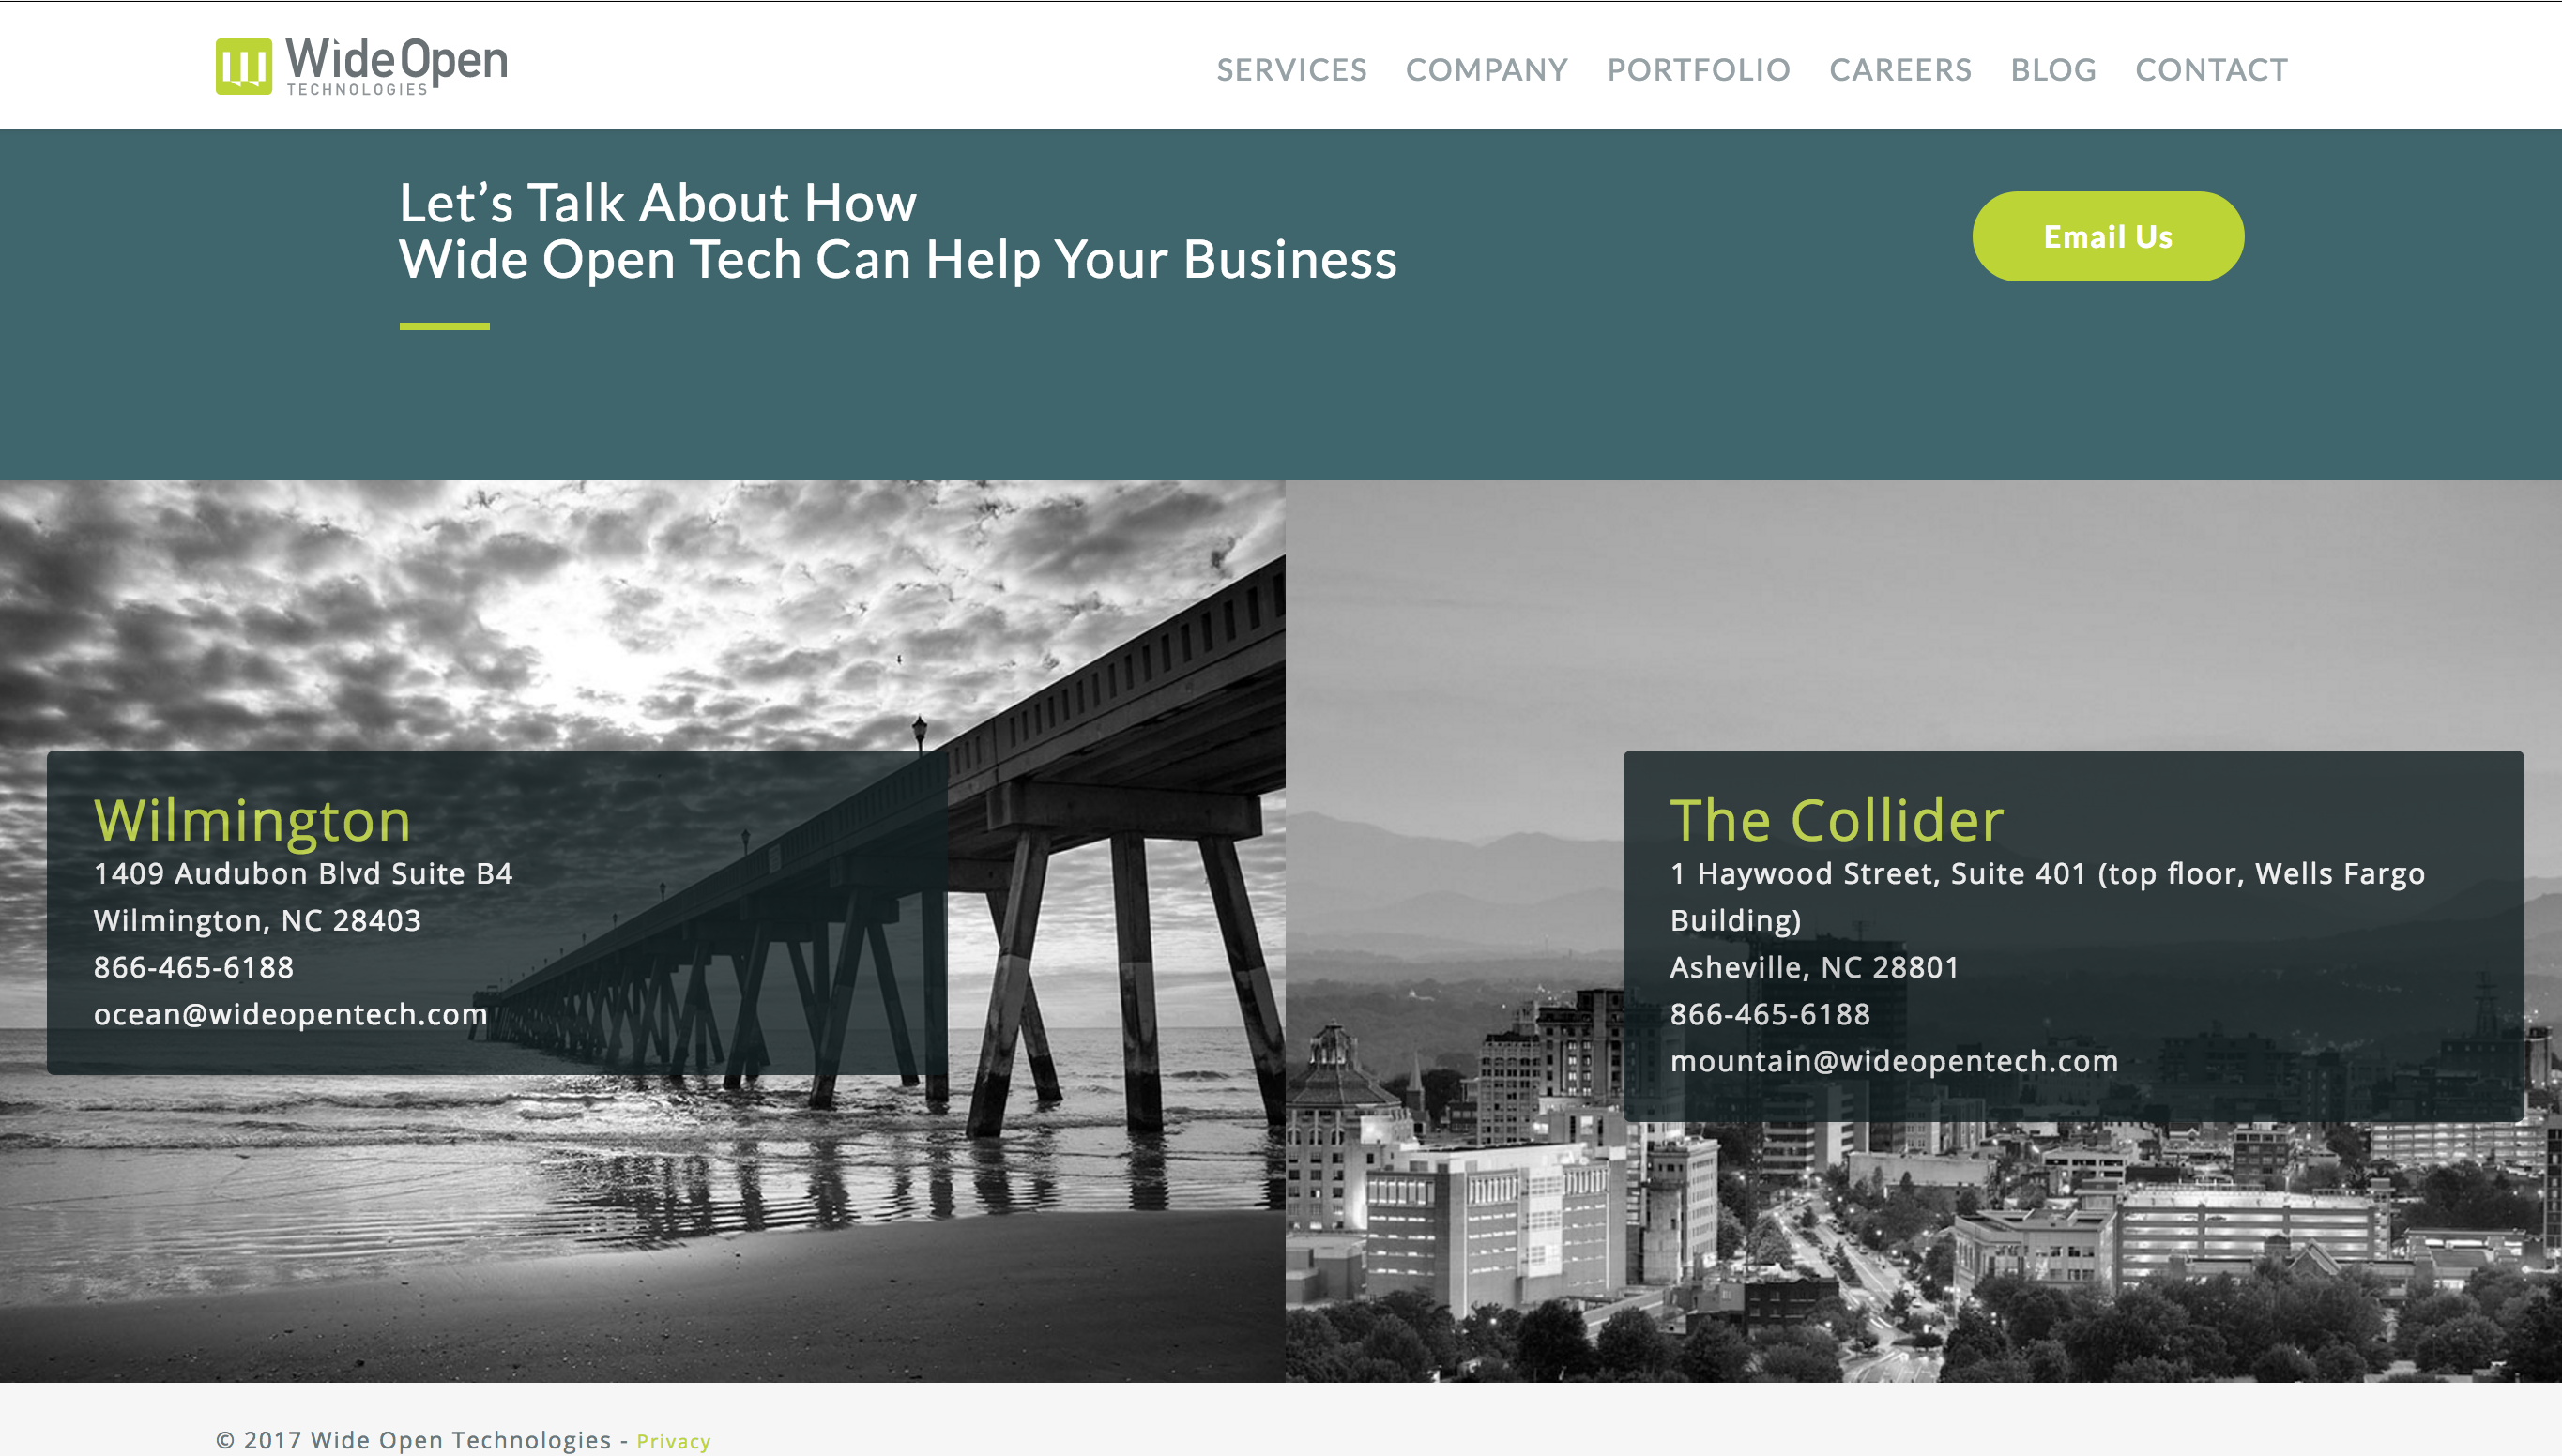 Wide Open
TECHNOLOGIES
SERVICES COMPANY PORTFOLIO CAREERS BLOG CONTACT
Let’s Talk About How
Wide Open Tech Can Help Your Business
Email Us
Wilmington
1409 Audubon Blvd Suite B4
Wilmington, NC 28403
866-465-6188
ocean@wideopentech.com
The Collider
1 Haywood Street, Suite 401 (top floor, Wells Fargo
Building)
Asheville, NC 28801
866-465-6188
mountain@wideopentech.com
© 2017 Wide Open Technologies - Privacy